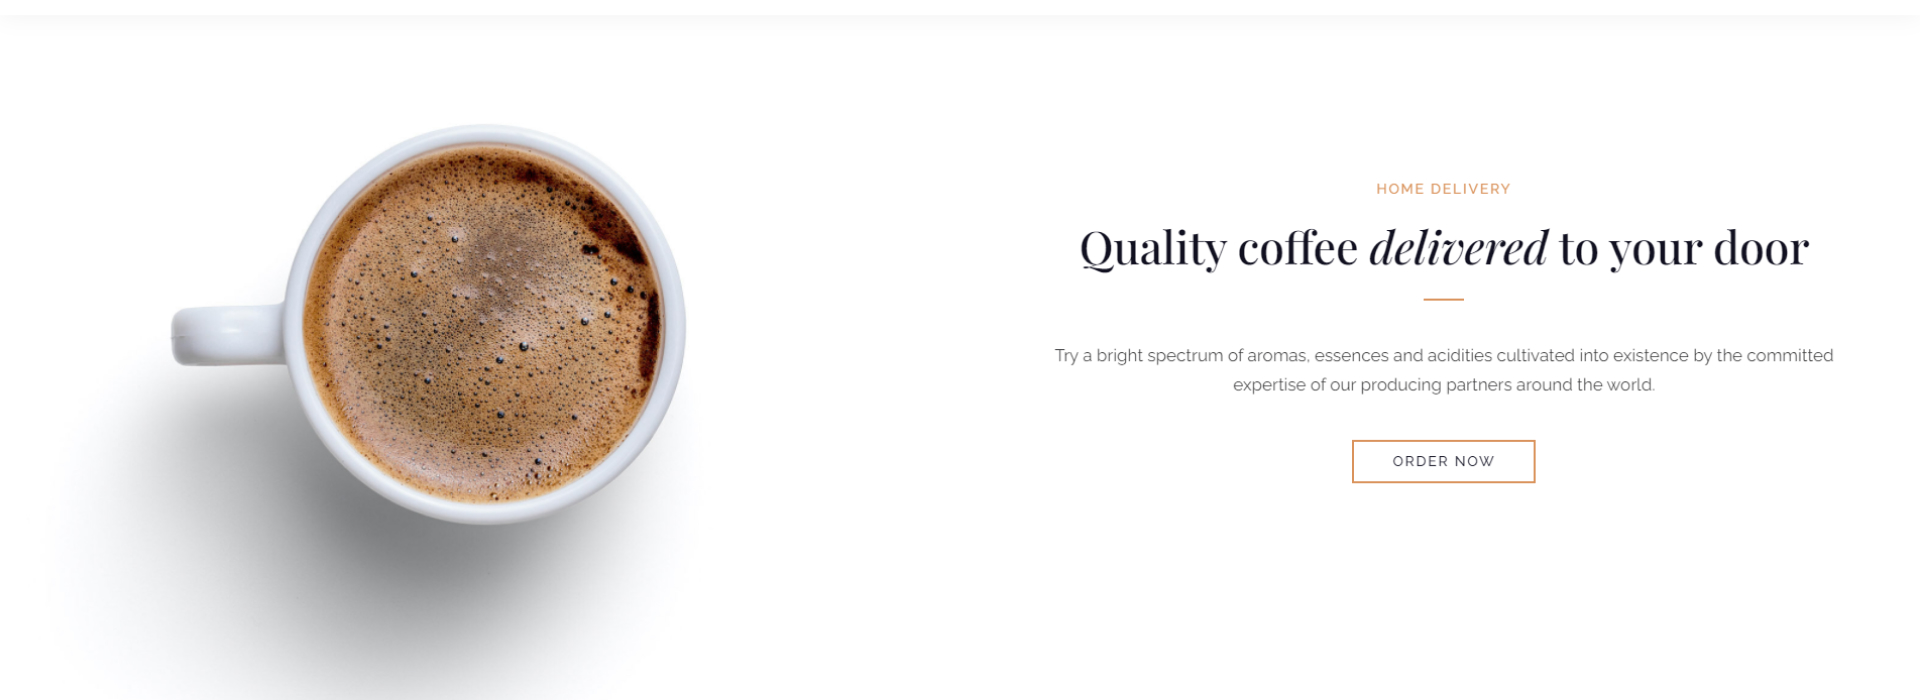 HOME DELIVERY
Quality coffee delivered to your door
Try a bright spectrum of aromas, essences and acidities cultivated into existence by the committed
expertise of our producing partners around the world.
ORDER NOW